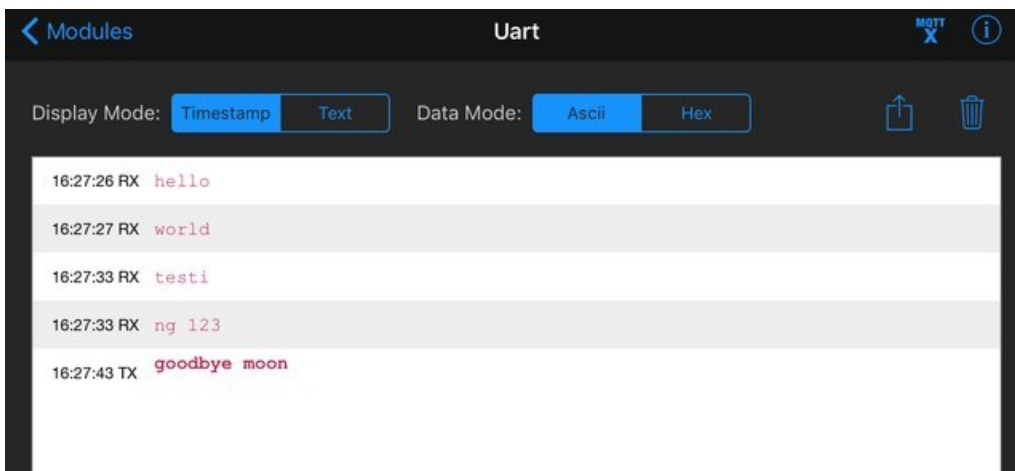 Modules Uart MQTT X i
Display Mode: Timestamp Text Data Mode: Ascii Hex
16:27:26 RX hello
16:27:27 RX world
16:27:33 RX testi
16:27:33 RX ng 123
16:27:43 TX goodbye moon